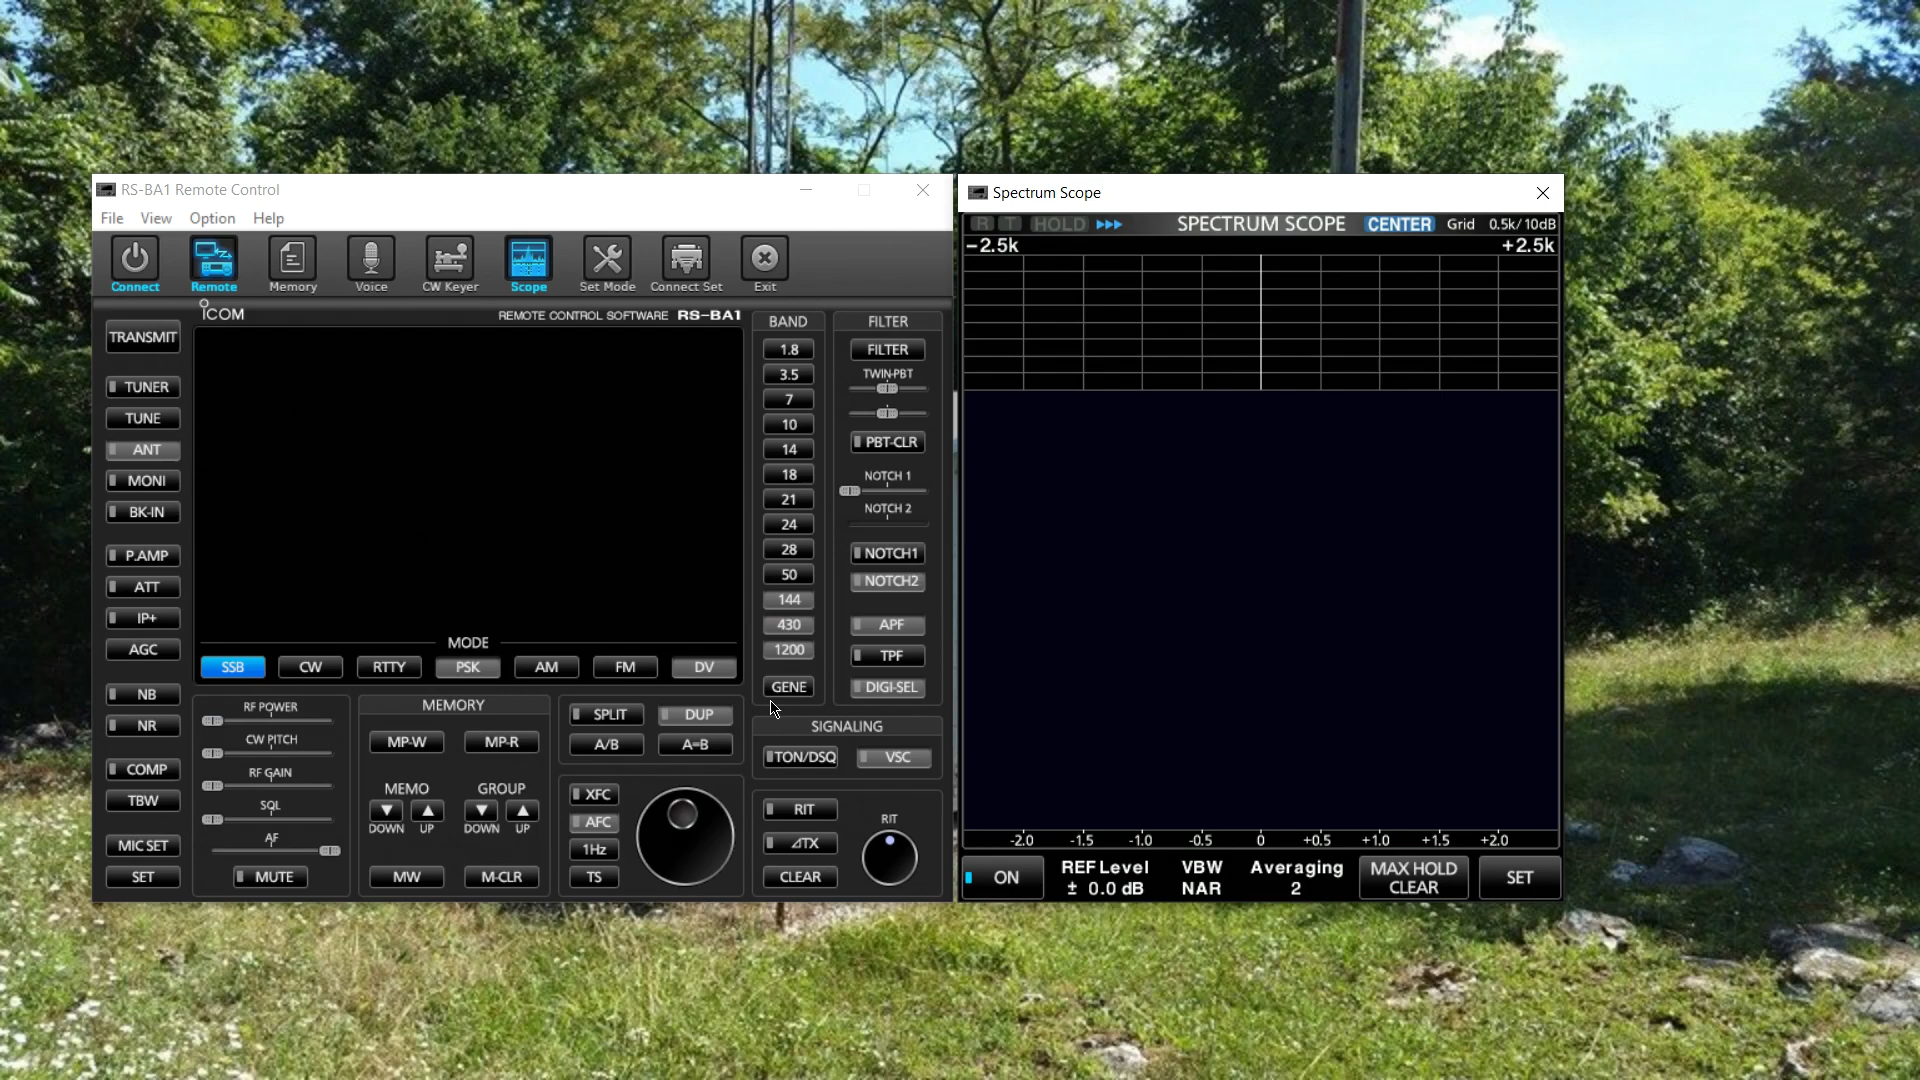 RS-BA1 Remote Control
File View Option Help
Connect Remote Memory Voice CW Keyer Scope Set Mode Connect Set Exit
ICOM
REMOTE CONTROL SOFTWARE RS-BA1
TRANSMIT
TUNER
TUNE
ANT
MONI
BK-IN
P.AMP
ATT
IP+
AGC
NB
NR
COMP
TBW
MIC SET
SET
MODE
SSB CW RTTY PSK AM FM DV
RF POWER
CW PITCH
RF GAIN
SQL
AF
MUTE
MEMORY
MP-W MP-R
MEMO GROUP
DOWN UP DOWN UP
MW M-CLR
SPLIT DUP
A/B A=B
XFC
AFC
1Hz
TS
BAND
1.8
3.5
7
10
14
18
21
24
28
50
144
430
1200
GENE
FILTER
FILTER
TWIN-PBT
PBT-CLR
NOTCH 1
NOTCH 2
NOTCH1
NOTCH2
APF
TPF
DIGI-SEL
SIGNALING
TON/DSQ VSC
RIT
⊿TX
CLEAR
RIT
Spectrum Scope
R T HOLD SPECTRUM SCOPE CENTER Grid 0.5k/10dB
-2.5k +2.5k
-2.0 -1.5 -1.0 -0.5 0 +0.5 +1.0 +1.5 +2.0
ON
REF Level
± 0.0 dB
VBW
NAR
Averaging
2
MAX HOLD
CLEAR
SET